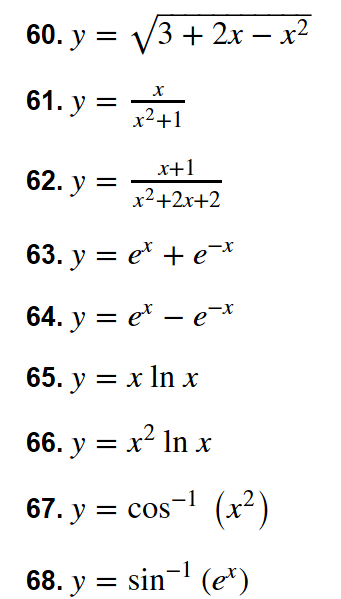 60. y = √(3 + 2x − x²)
61. y = x/(x²+1)
62. y = (x+1)/(x²+2x+2)
63. y = eˣ + e⁻ˣ
64. y = eˣ − e⁻ˣ
65. y = x ln x
66. y = x² ln x
67. y = cos⁻¹ (x²)
68. y = sin⁻¹ (eˣ)